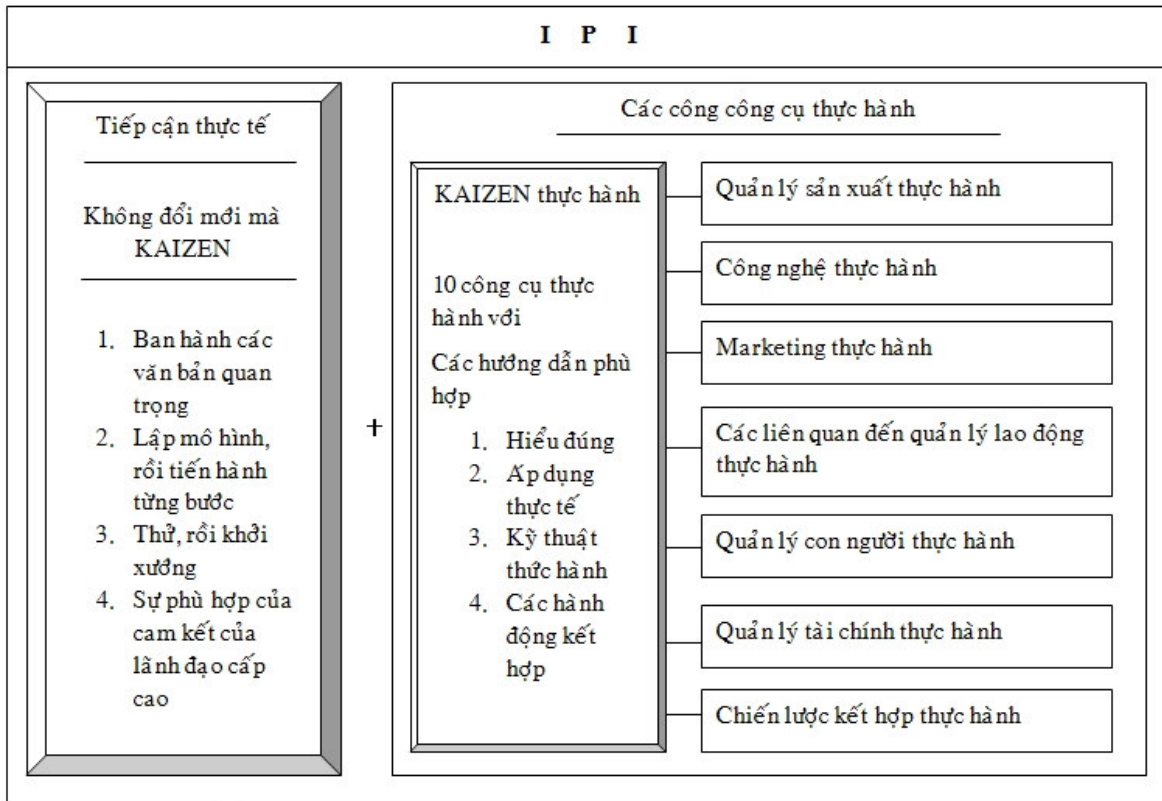 I P I
Tiếp cận thực tế
Không đổi mới mà
KAIZEN
1. Ban hành các
văn bản quan
trọng
2. Lập mô hình,
rồi tiến hành
từng bước
3. Thử, rồi khởi
xướng
4. Sự phù hợp của
cam kết của
lãnh đạo cấp
cao
+
Các công công cụ thực hành
KAIZEN thực hành
10 công cụ thực
hành với
Các hướng dẫn phù
hợp
1. Hiểu đúng
2. Áp dụng
thực tế
3. Kỹ thuật
thức hành
4. Các hành
động kết
hợp
Quản lý sản xuất thực hành
Công nghệ thực hành
Marketing thực hành
Các liên quan đến quản lý lao động
thực hành
Quản lý con người thực hành
Quản lý tài chính thực hành
Chiến lược kết hợp thực hành